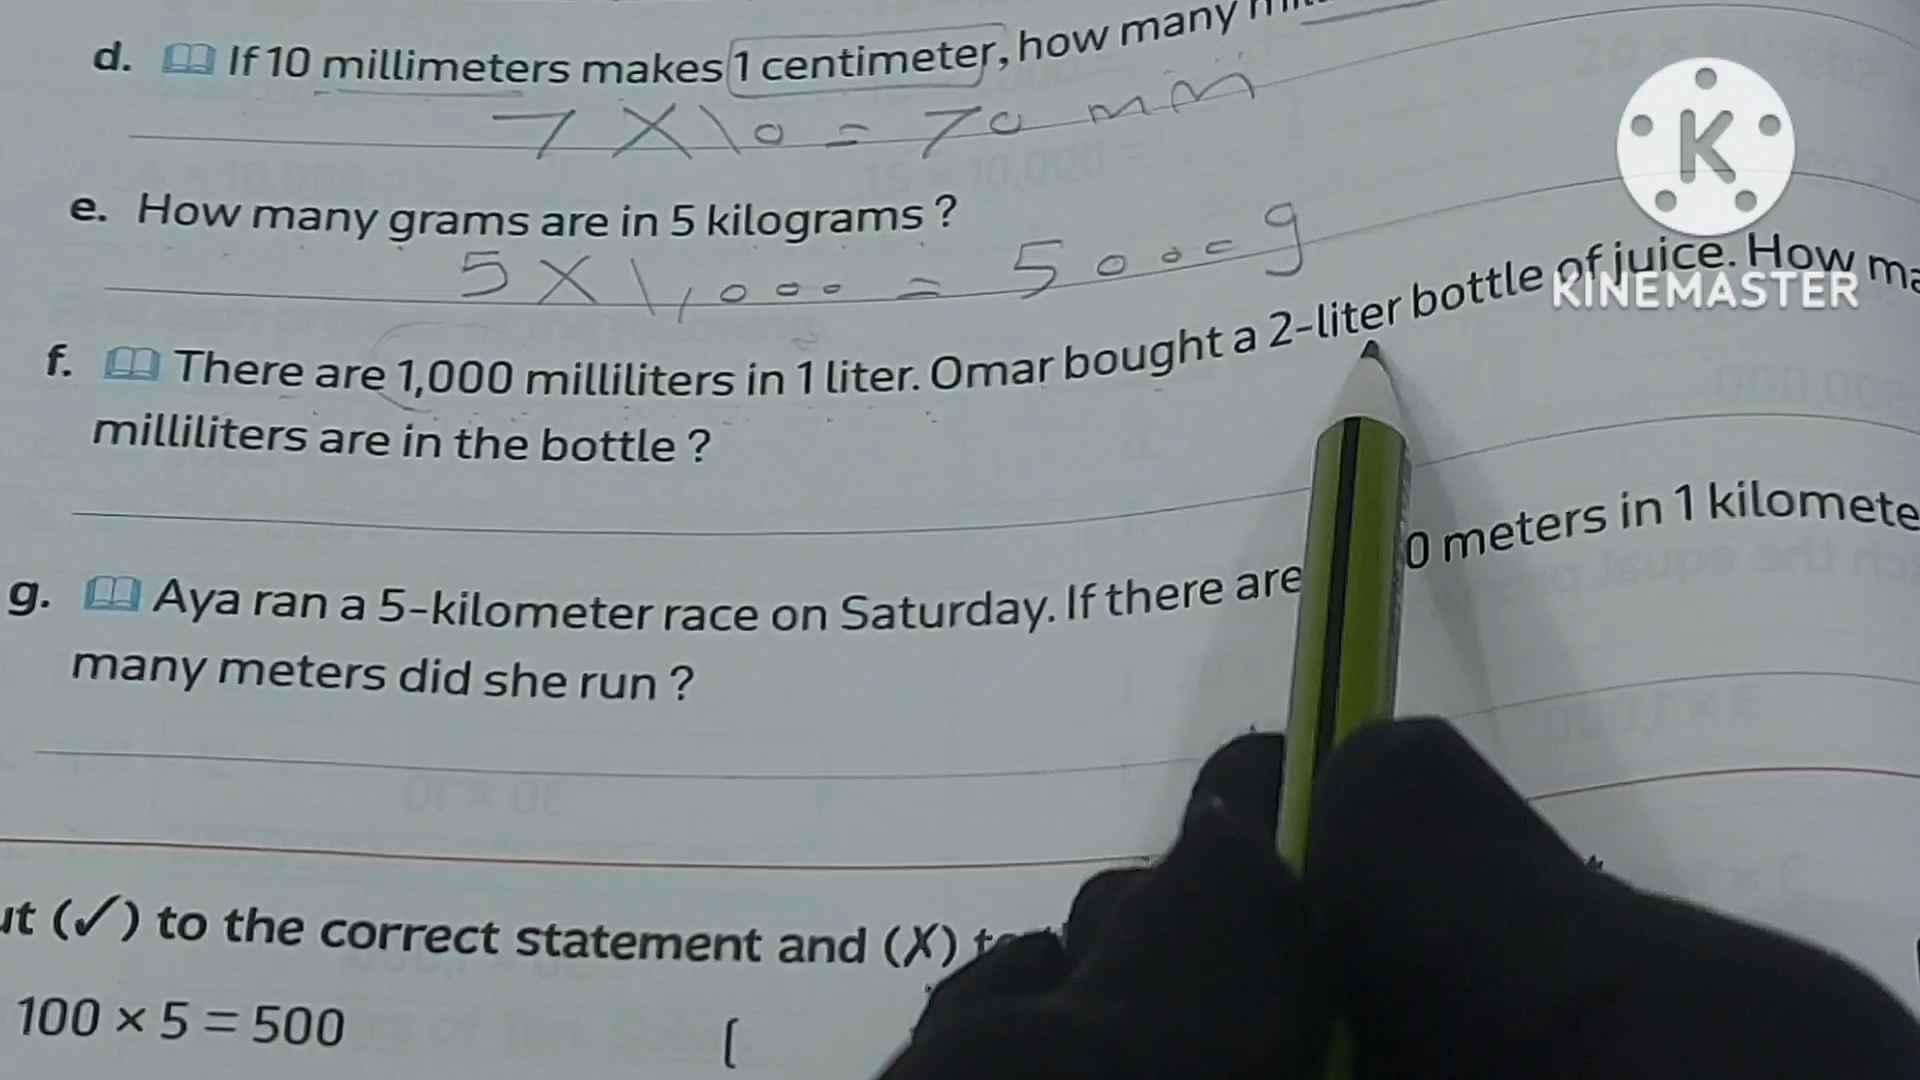 d. If 10 millimeters makes 1 centimeter, how many
7 X 10 = 70 mm
e. How many grams are in 5 kilograms ?
5 X 1,000 = 5000 g
f. There are 1,000 milliliters in 1 liter. Omar bought a 2-liter bottle of juice. How
milliliters are in the bottle ?
g. Aya ran a 5-kilometer race on Saturday. If there are 0 meters in 1 kilomete
many meters did she run ?
ut (✓) to the correct statement and (X)
100 × 5 = 500 (
K
KINEMASTER